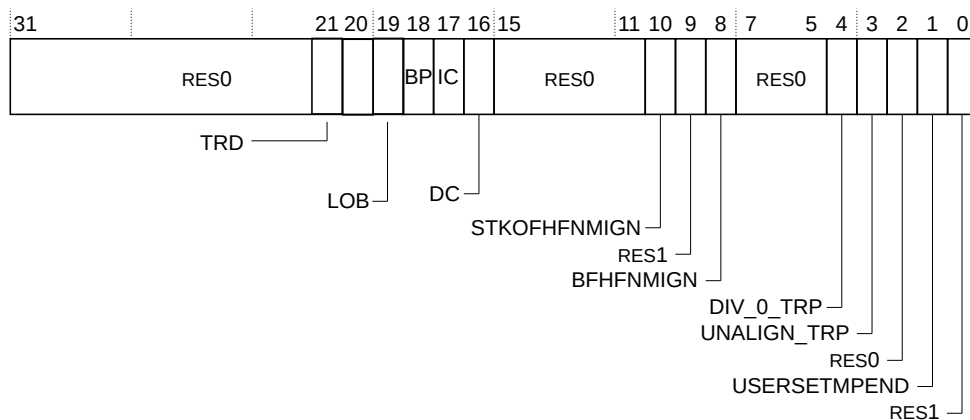 31 21 20 19 18 17 16 15 11 10 9 8 7 5 4 3 2 1 0
RES0 BP IC RES0 RES0
TRD
LOB
DC
STKOFHFNMIGN
RES1
BFHFNMIGN
DIV_0_TRP
UNALIGN_TRP
RES0
USERSETMPEND
RES1